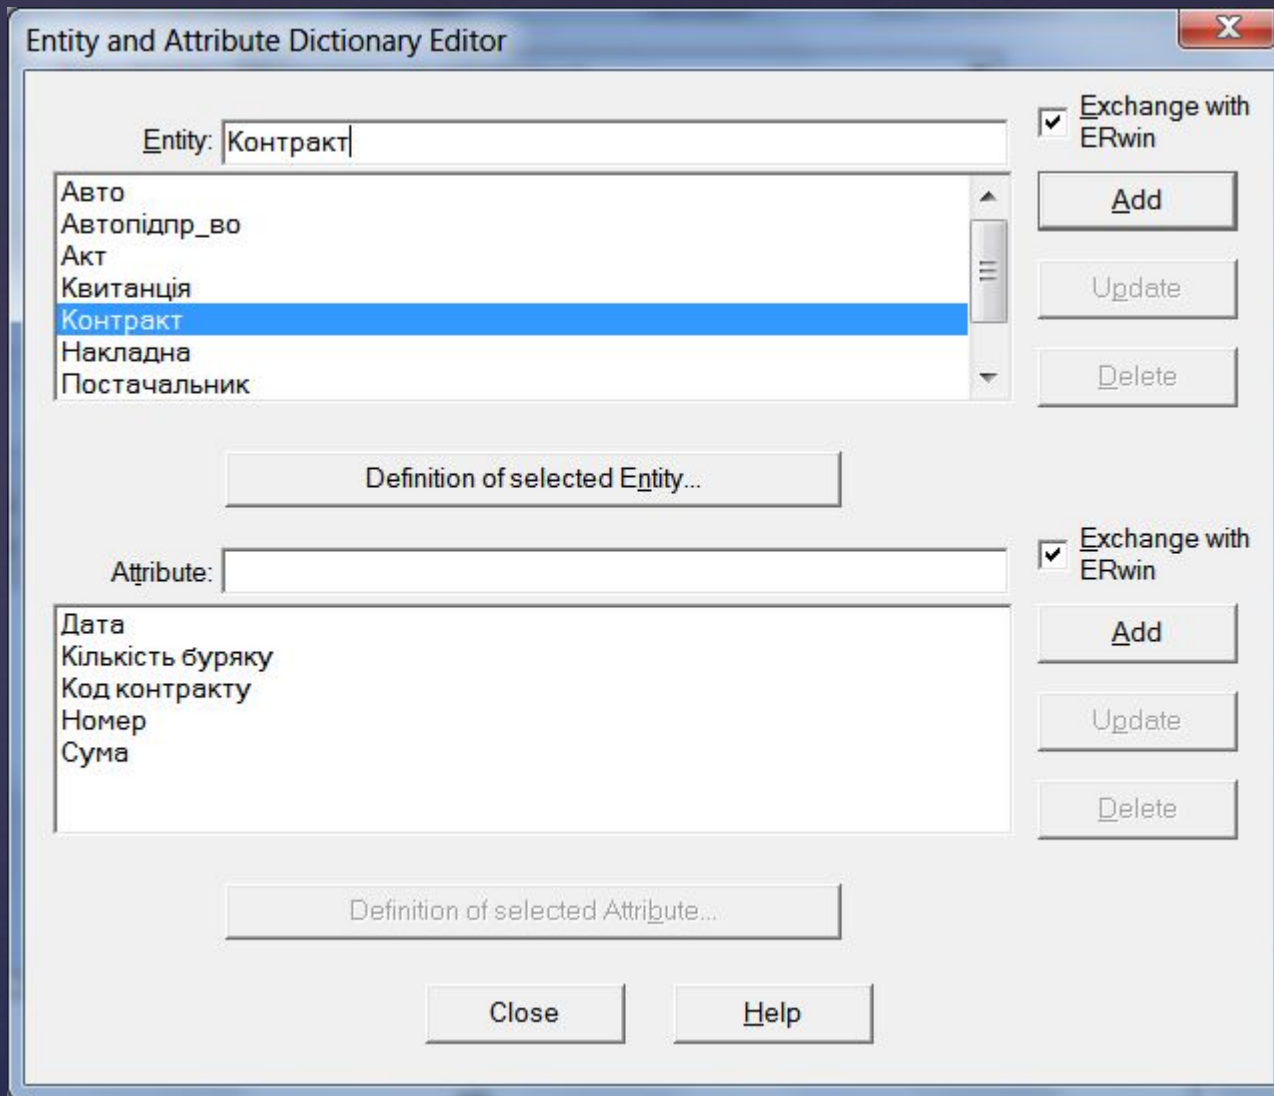 Entity and Attribute Dictionary Editor
Entity: Контракт
Exchange with
ERwin
Авто
Автопідпр_во
Акт
Квитанція
Контракт
Накладна
Постачальник
Add
Update
Delete
Definition of selected Entity...
Attribute:
Exchange with
ERwin
Дата
Кількість буряку
Код контракту
Номер
Сума
Add
Update
Delete
Definition of selected Attribute...
Close
Help